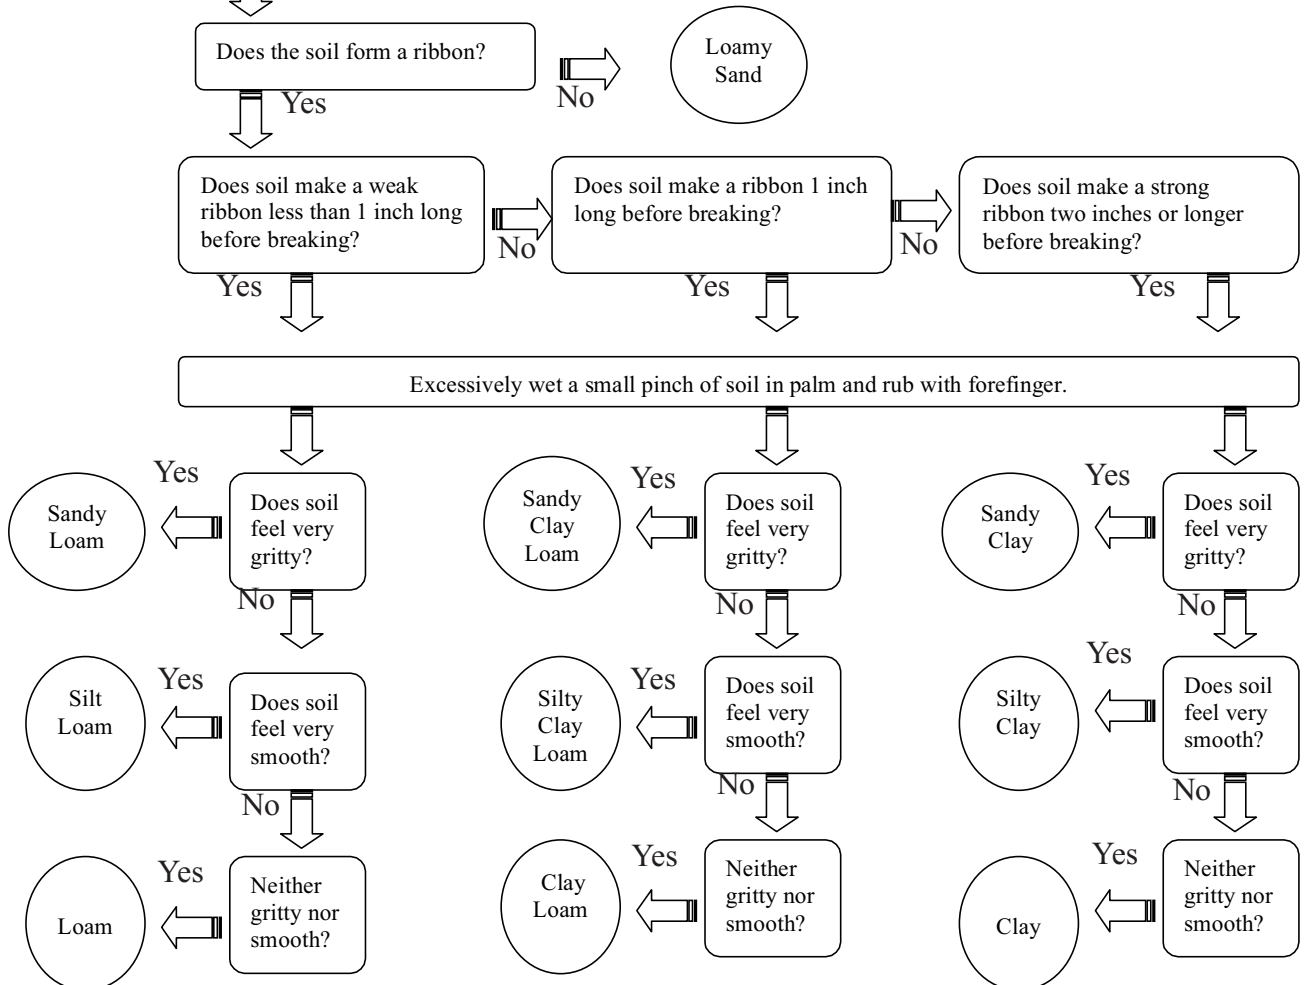 Does the soil form a ribbon?
No
Loamy
Sand
Yes
Does soil make a weak
ribbon less than 1 inch long
before breaking?
No
Does soil make a ribbon 1 inch
long before breaking?
No
Does soil make a strong
ribbon two inches or longer
before breaking?
Yes
Yes
Yes
Excessively wet a small pinch of soil in palm and rub with forefinger.
Sandy
Loam
Yes
Does soil
feel very
gritty?
No
Sandy
Clay
Loam
Yes
Does soil
feel very
gritty?
No
Sandy
Clay
Yes
Does soil
feel very
gritty?
No
Silt
Loam
Yes
Does soil
feel very
smooth?
No
Silty
Clay
Loam
Yes
Does soil
feel very
smooth?
No
Silty
Clay
Yes
Does soil
feel very
smooth?
No
Loam
Yes
Neither
gritty nor
smooth?
Clay
Loam
Yes
Neither
gritty nor
smooth?
Clay
Yes
Neither
gritty nor
smooth?